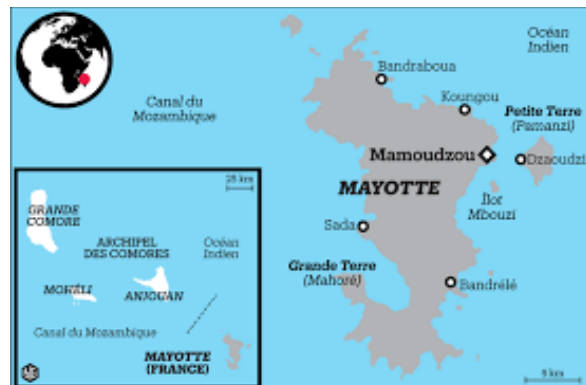 Océan
Indien
Bandraboua
Canal du
Mozambique
Koungou
Petite Terre
(Pamanzi)
Mamoudzou
Dzaoudzi
MAYOTTE
Îlot
Mbouzi
Sada
Grande Terre
(Mahoré)
Bandrélé
5 km
25 km
GRANDE
COMORE
ARCHIPEL
DES COMORES
Océan
Indien
MOHÉLI
ANJOUAN
Canal du Mozambique
MAYOTTE
(FRANCE)